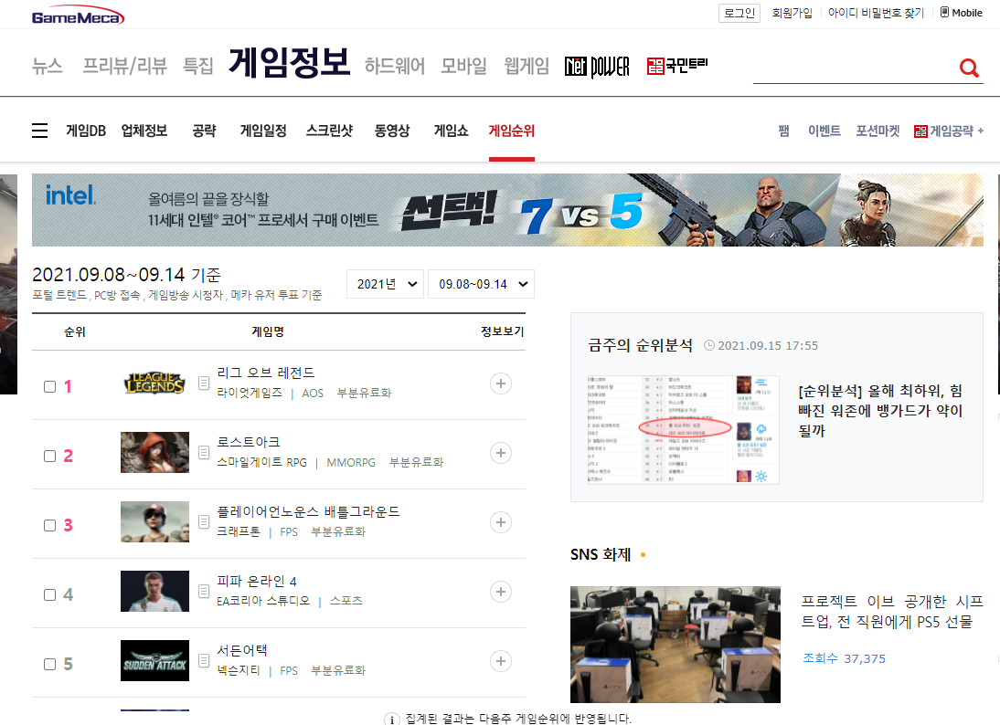 GameMeca
로그인 회원가입 아이디 비밀번호 찾기 Mobile
뉴스 프리뷰/리뷰 특집 게임정보 하드웨어 모바일 웹게임 net POWER 국민트리
게임DB 업체정보 공략 게임일정 스크린샷 동영상 게임쇼 게임순위 팸 이벤트 포션마켓 게임공략 +
intel.
올여름의 끝을 장식할
11세대 인텔® 코어™ 프로세서 구매 이벤트
선택! 7 vs 5
2021.09.08~09.14 기준
포털 트렌드 , PC방 접속 , 게임방송 시청자 , 메카 유저 투표 기준
2021년 09.08~09.14
순위 게임명 정보보기
1
LEAGUE of LEGENDS
리그 오브 레전드
라이엇게임즈 | AOS 부분유료화
2
로스트아크
스마일게이트 RPG | MMORPG 부분유료화
3
플레이어언노운스 배틀그라운드
크래프톤 | FPS 부분유료화
4
피파 온라인 4
EA코리아 스튜디오 | 스포츠
5
SUDDEN ATTACK
서든어택
넥슨지티 | FPS 부분유료화
집계된 결과는 다음주 게임순위에 반영됩니다.
금주의 순위분석 2021.09.15 17:55
[순위분석] 올해 최하위, 힘
빠진 워존에 뱅가드가 약이
될까
SNS 화제
프로젝트 이브 공개한 시프
트업, 전 직원에게 PS5 선물
조회수 37,375